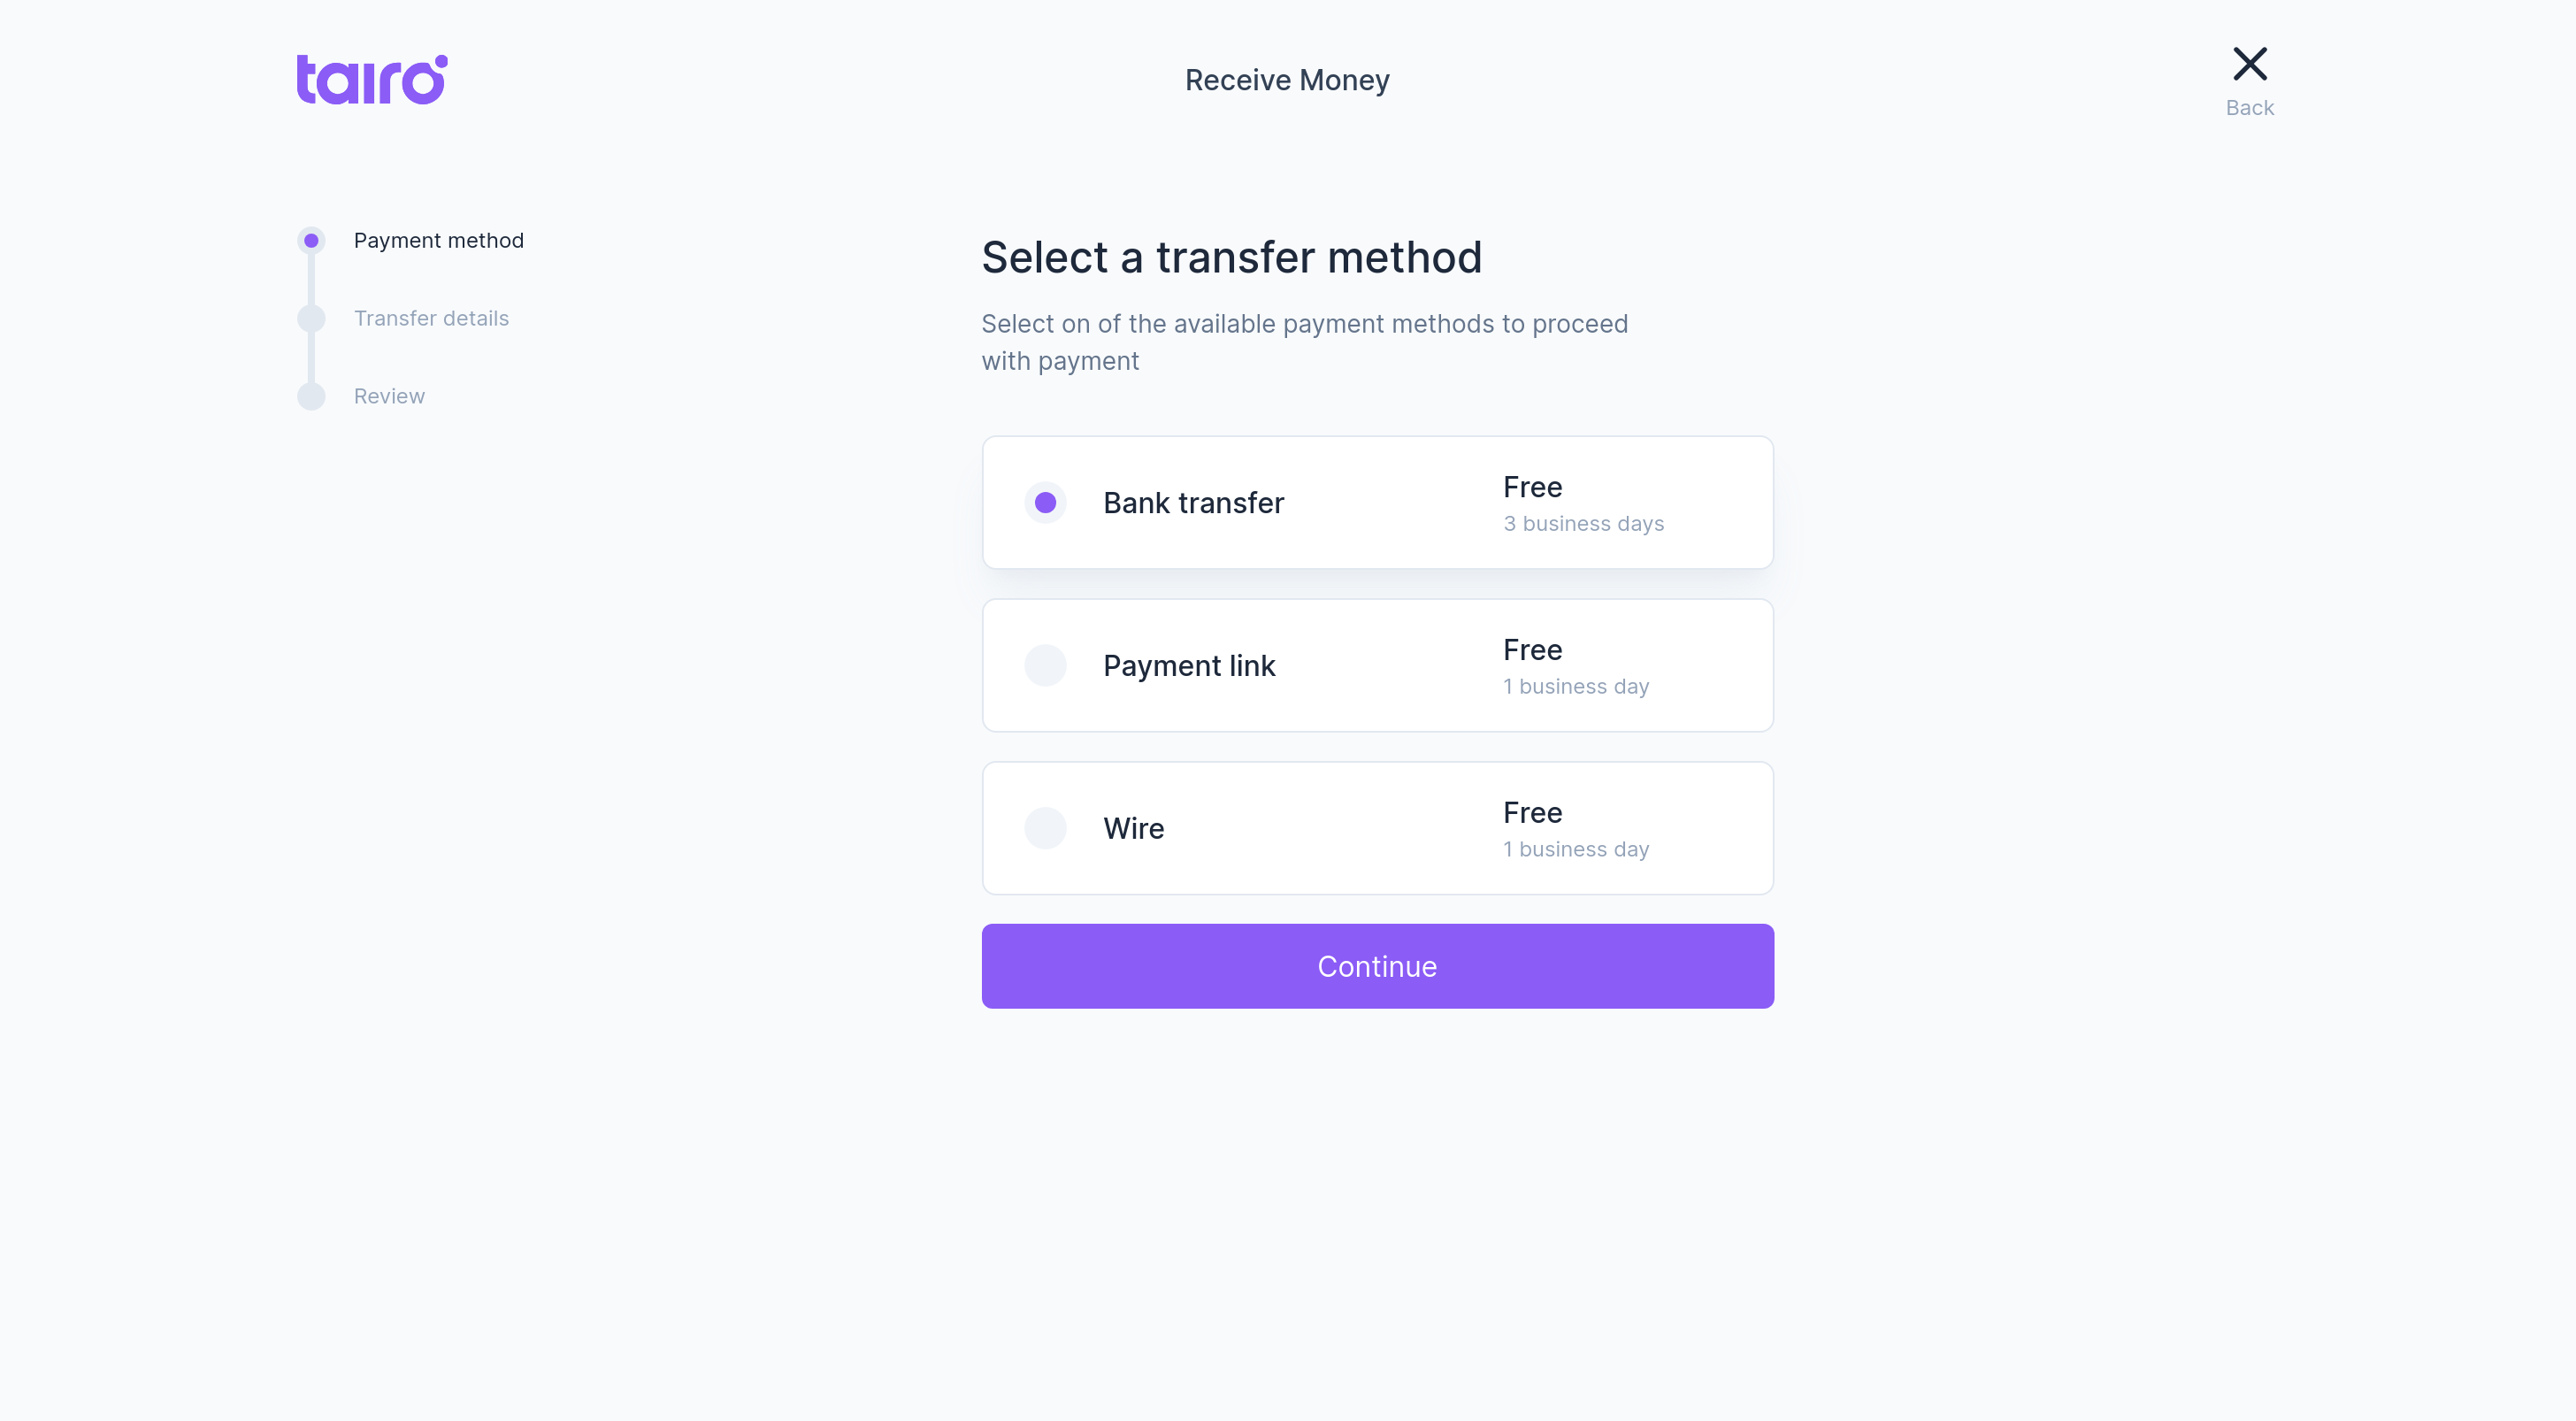 tairo
Receive Money
Back
Payment method
Transfer details
Review
Select a transfer method
Select on of the available payment methods to proceed
with payment
Bank transfer
Free
3 business days
Payment link
Free
1 business day
Wire
Free
1 business day
Continue